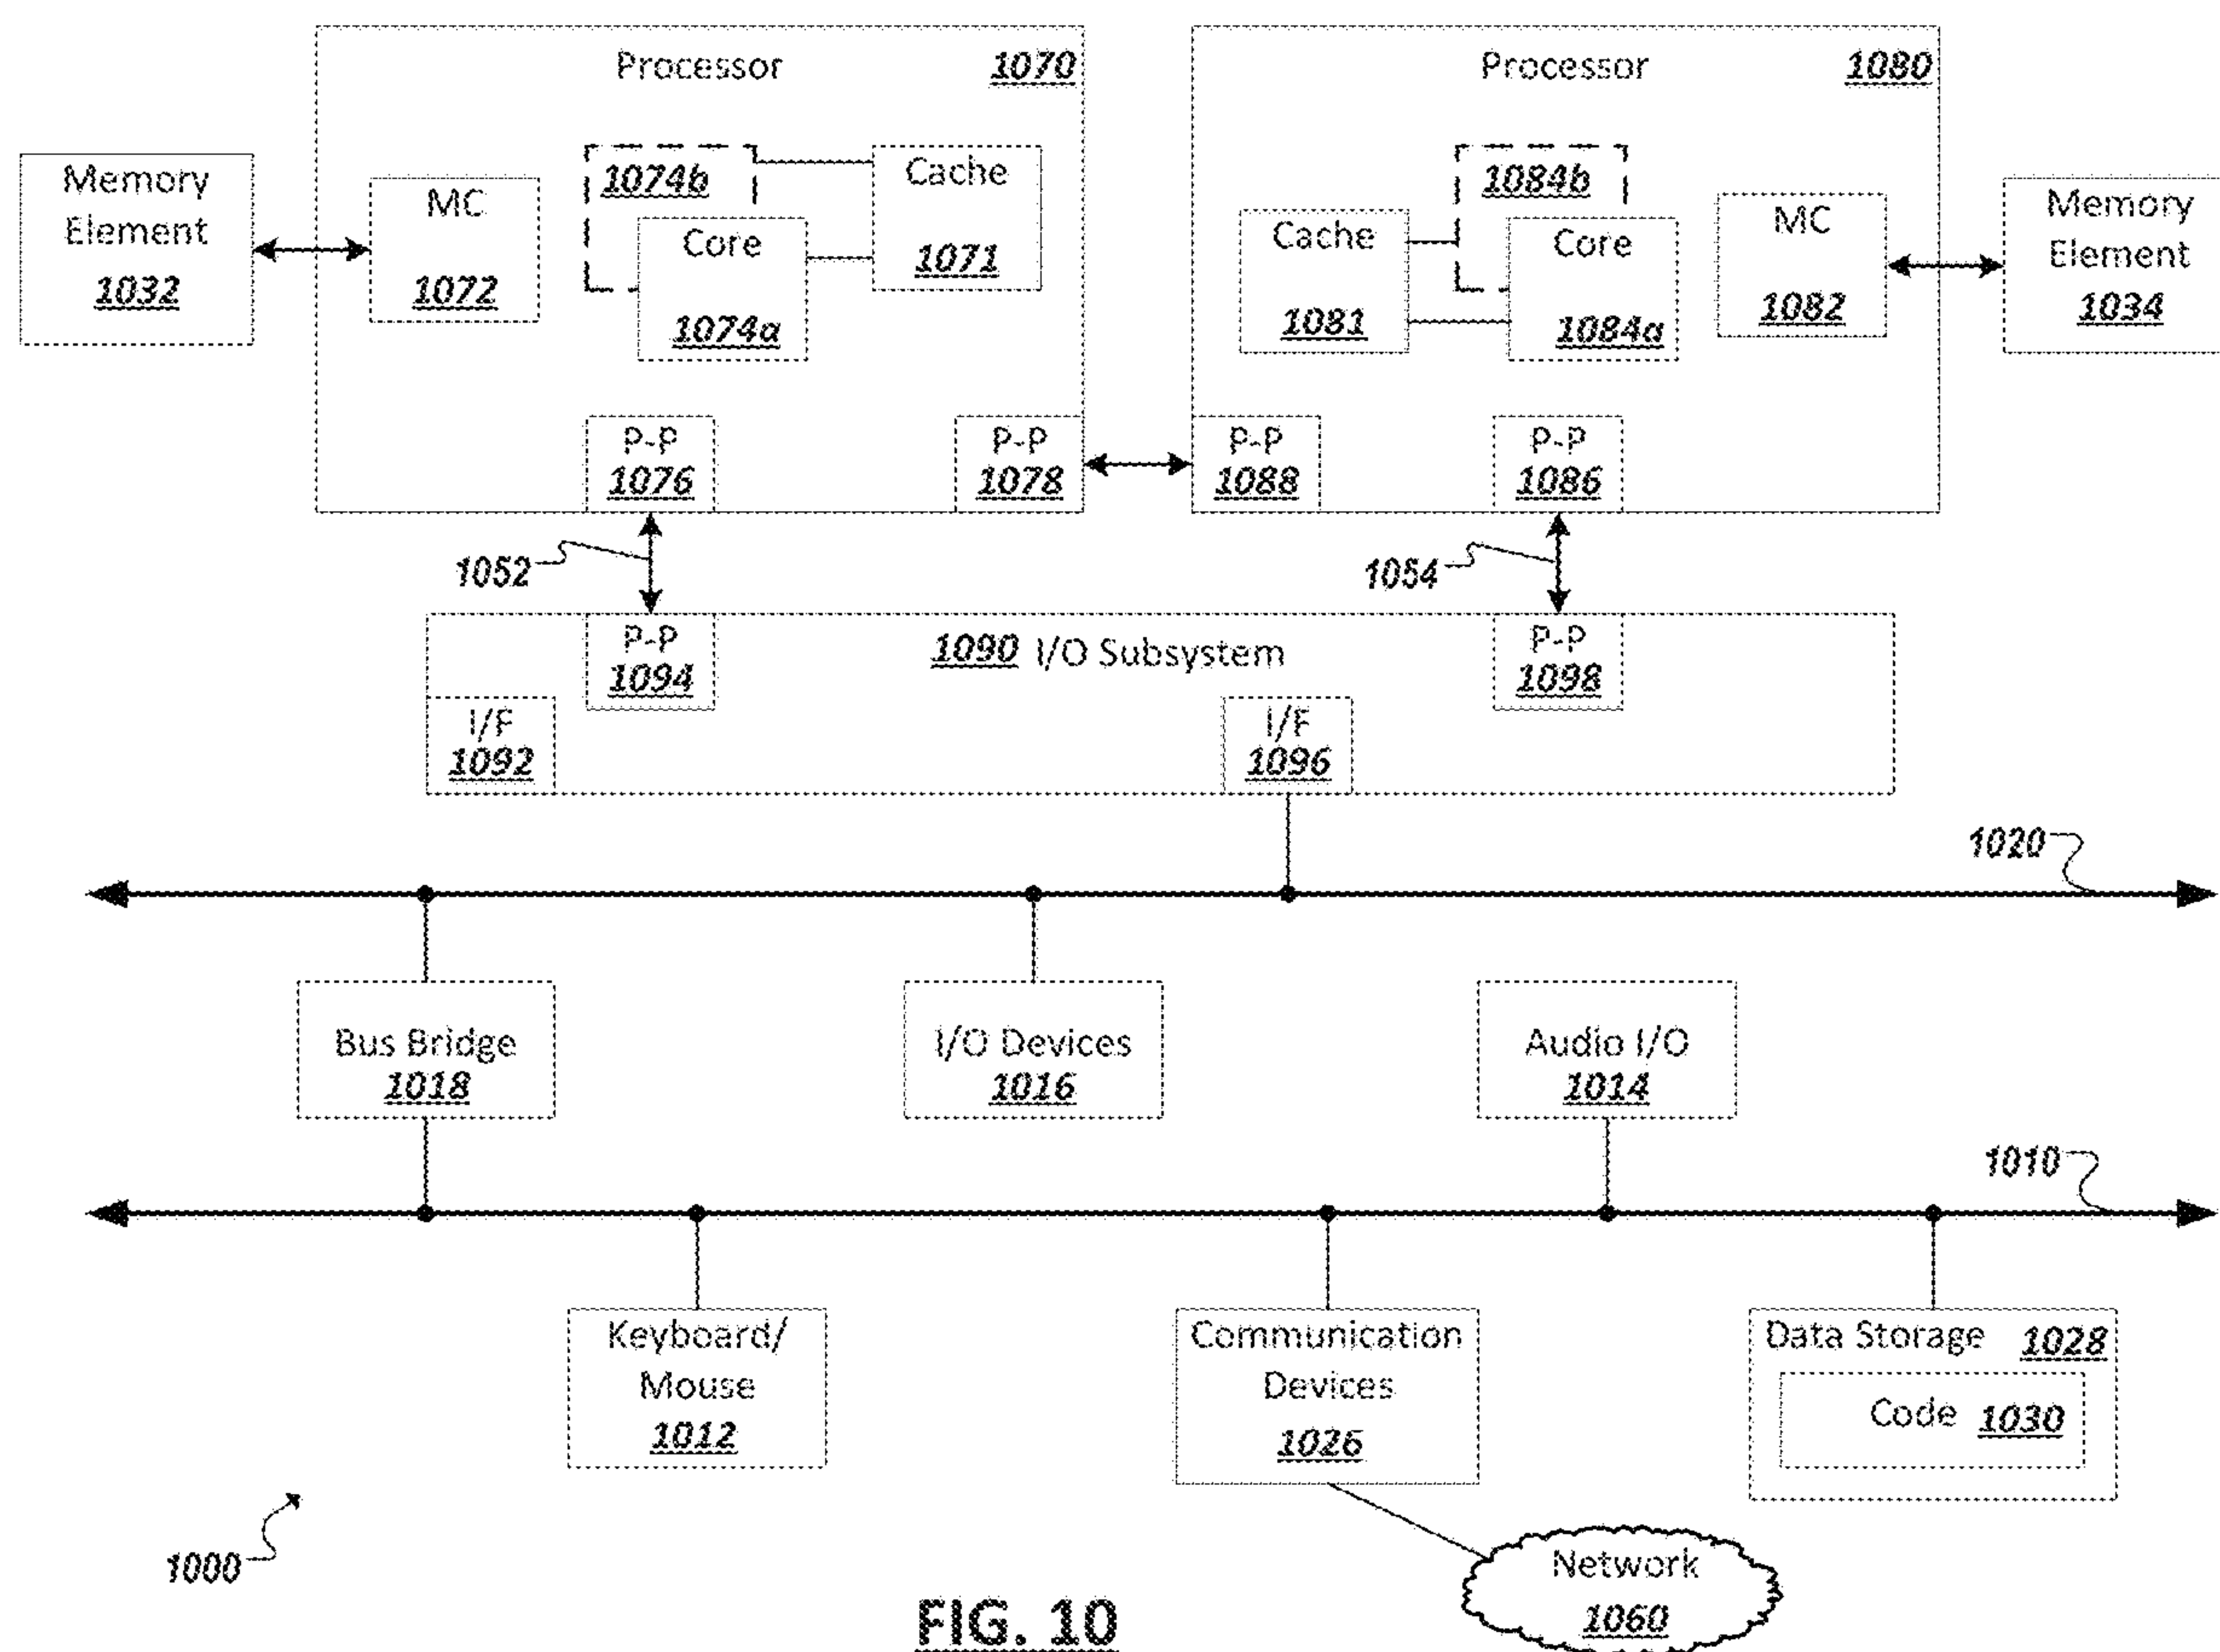 Processor 1070
Memory
Element
1032
MC
1072
1074b
Core
1074a
Cache
1071
P-P
1076
P-P
1078
Processor 1080
Cache
1081
1084b
Core
1084a
MC
1082
Memory
Element
1034
P-P
1088
P-P
1086
1052
1054
P-P
1094
1090 I/O Subsystem
P-P
1098
I/F
1092
I/F
1096
1020
Bus Bridge
1018
I/O Devices
1016
Audio I/O
1014
1010
Keyboard/
Mouse
1012
Communication
Devices
1026
Data Storage 1028
Code 1030
1000
Network
1060
FIG. 10